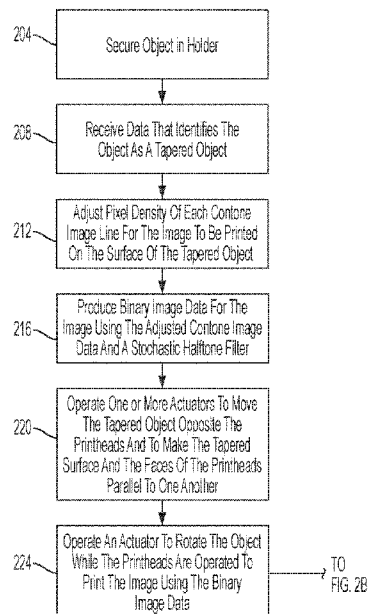 204
Secure Object in Holder
208
Receive Data That Identifies The
Object As A Tapered Object
212
Adjust Pixel Density Of Each Contone
Image Line For The Image To Be Printed
On The Surface Of The Tapered Object
216
Produce Binary Image Data For The
Image Using The Adjusted Contone Image
Data And A Stochastic Halftone Filter
220
Operate One or More Actuators To Move
The Tapered Object Opposite The
Printheads And To Make The Tapered
Surface And The Faces Of The Printheads
Parallel To One Another
224
Operate An Actuator To Rotate The Object
While The Printheads Are Operated To
Print The Image Using The Binary
Image Data
TO
FIG. 2B